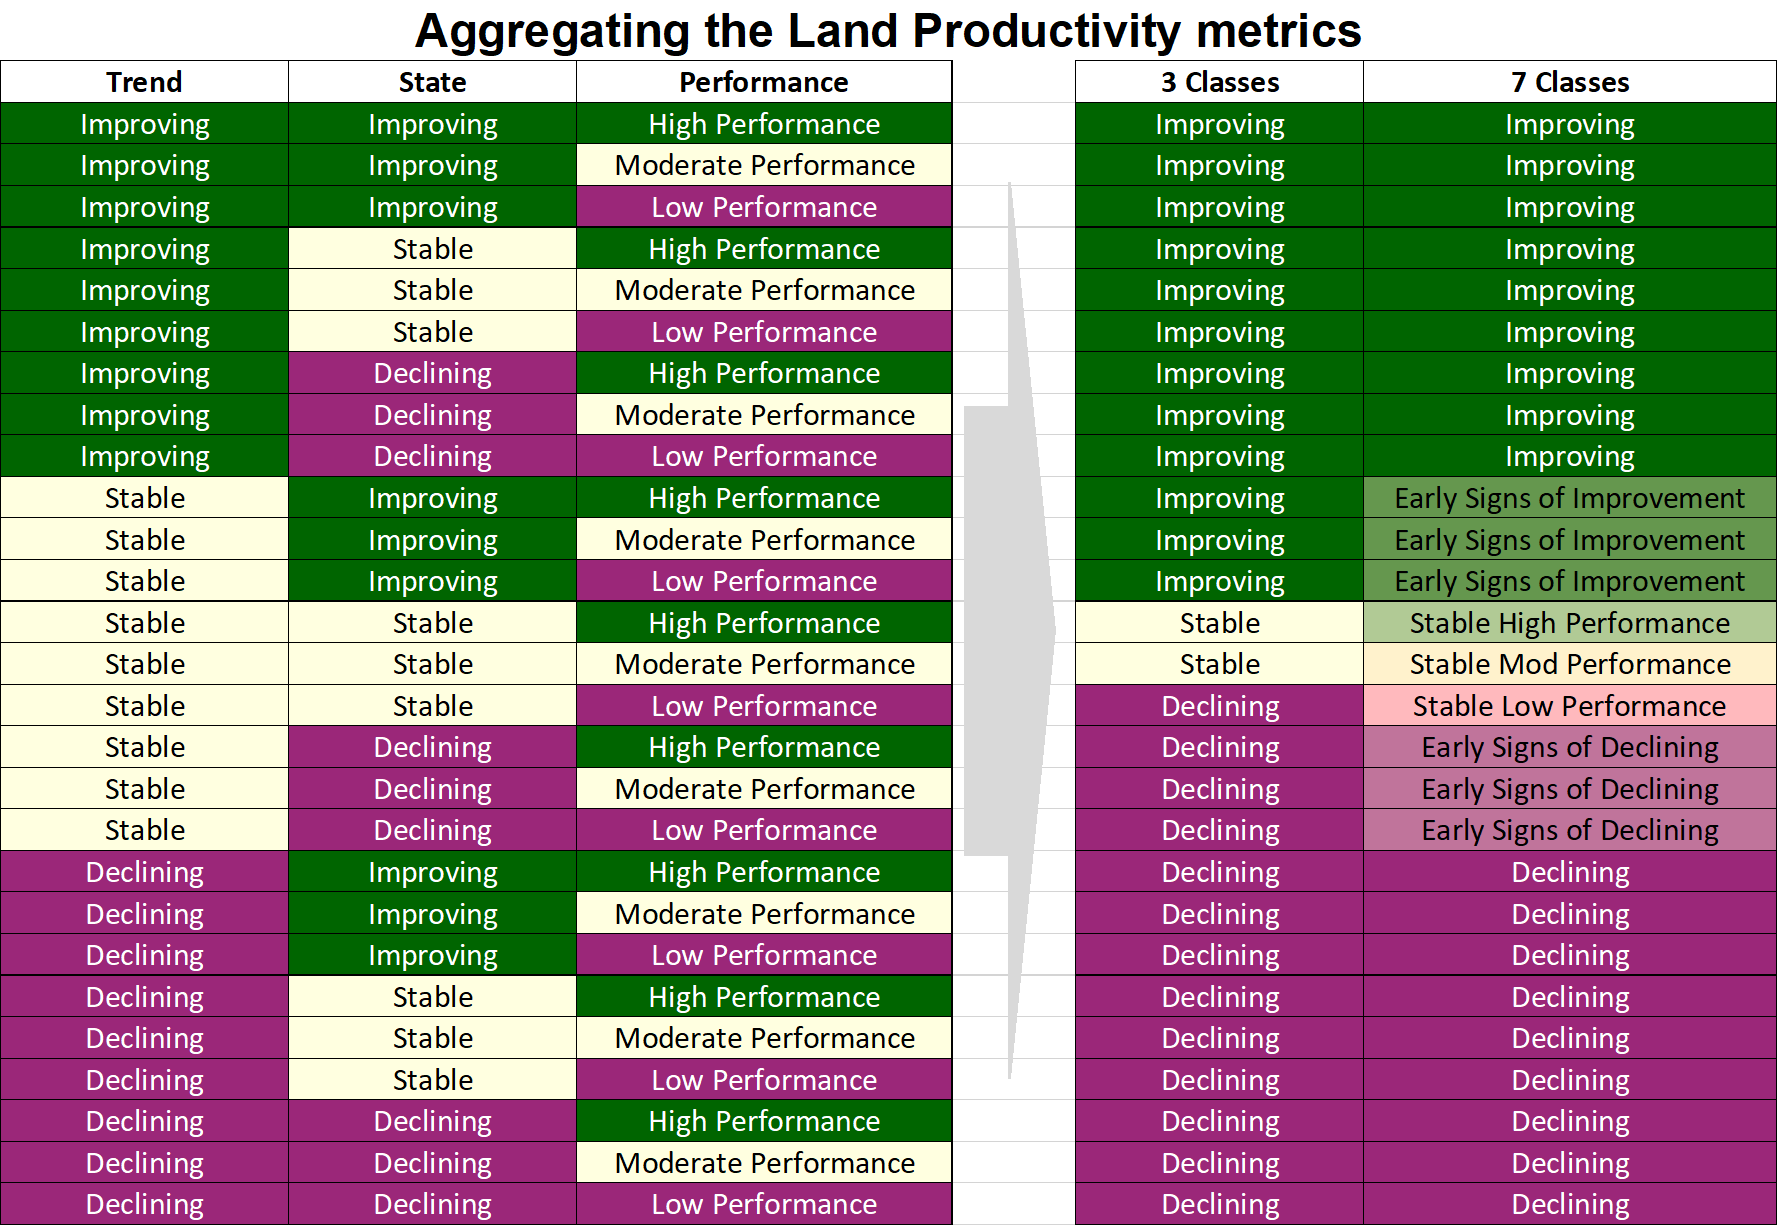 Aggregating the Land Productivity metrics
Trend State Performance 3 Classes 7 Classes
Improving Improving High Performance Improving Improving
Improving Improving Moderate Performance Improving Improving
Improving Improving Low Performance Improving Improving
Improving Stable High Performance Improving Improving
Improving Stable Moderate Performance Improving Improving
Improving Stable Low Performance Improving Improving
Improving Declining High Performance Improving Improving
Improving Declining Moderate Performance Improving Improving
Improving Declining Low Performance Improving Improving
Stable Improving High Performance Improving Early Signs of Improvement
Stable Improving Moderate Performance Improving Early Signs of Improvement
Stable Improving Low Performance Improving Early Signs of Improvement
Stable Stable High Performance Stable Stable High Performance
Stable Stable Moderate Performance Stable Stable Mod Performance
Stable Stable Low Performance Declining Stable Low Performance
Stable Declining High Performance Declining Early Signs of Declining
Stable Declining Moderate Performance Declining Early Signs of Declining
Stable Declining Low Performance Declining Early Signs of Declining
Declining Improving High Performance Declining Declining
Declining Improving Moderate Performance Declining Declining
Declining Improving Low Performance Declining Declining
Declining Stable High Performance Declining Declining
Declining Stable Moderate Performance Declining Declining
Declining Stable Low Performance Declining Declining
Declining Declining High Performance Declining Declining
Declining Declining Moderate Performance Declining Declining
Declining Declining Low Performance Declining Declining